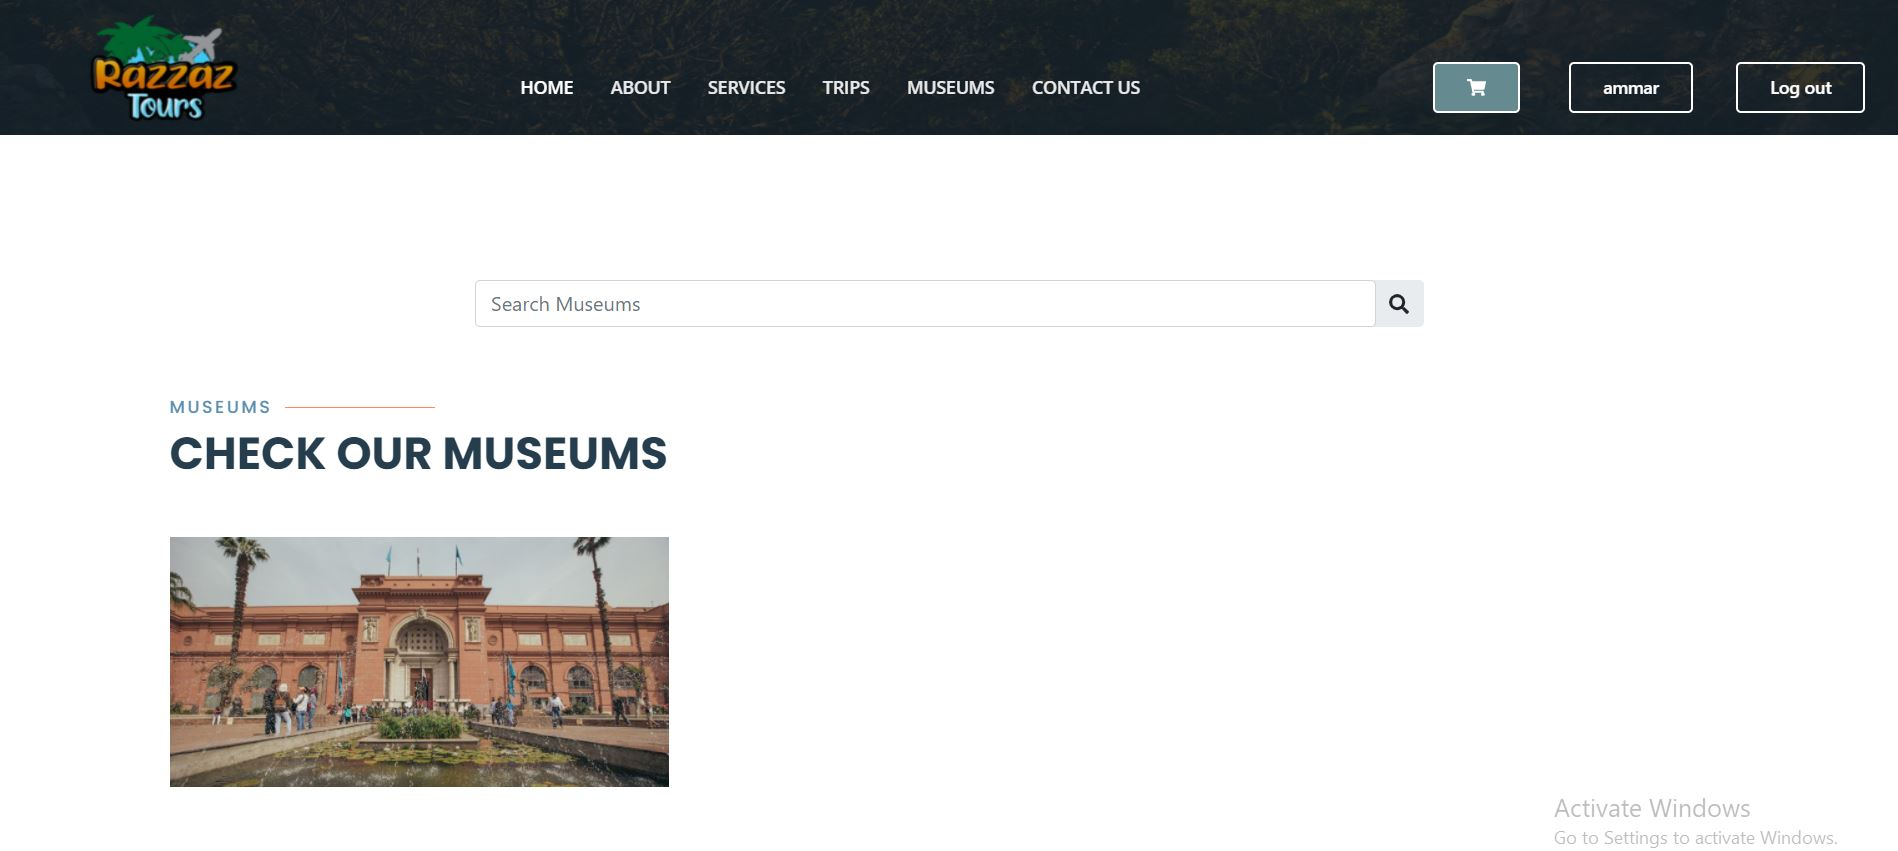 Razzaz
Tours
HOME ABOUT SERVICES TRIPS MUSEUMS CONTACT US
ammar
Log out
Search Museums
MUSEUMS
CHECK OUR MUSEUMS
Activate Windows
Go to Settings to activate Windows.